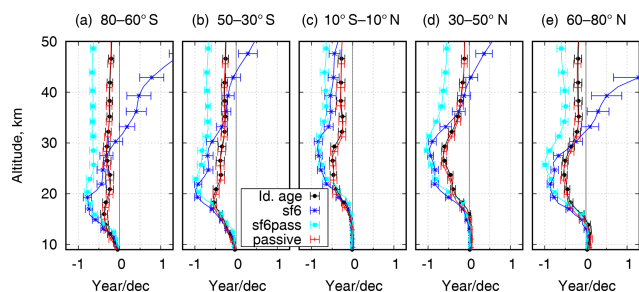 (a) 80–60° S (b) 50–30° S (c) 10° S–10° N (d) 30–50° N (e) 60–80° N
50
40
30
20
10
Altitude, km
Id. age
sf6
sf6pass
passive
-1 0 1 -1 0 1 -1 0 1 -1 0 1 -1 0 1
Year/dec Year/dec Year/dec Year/dec Year/dec